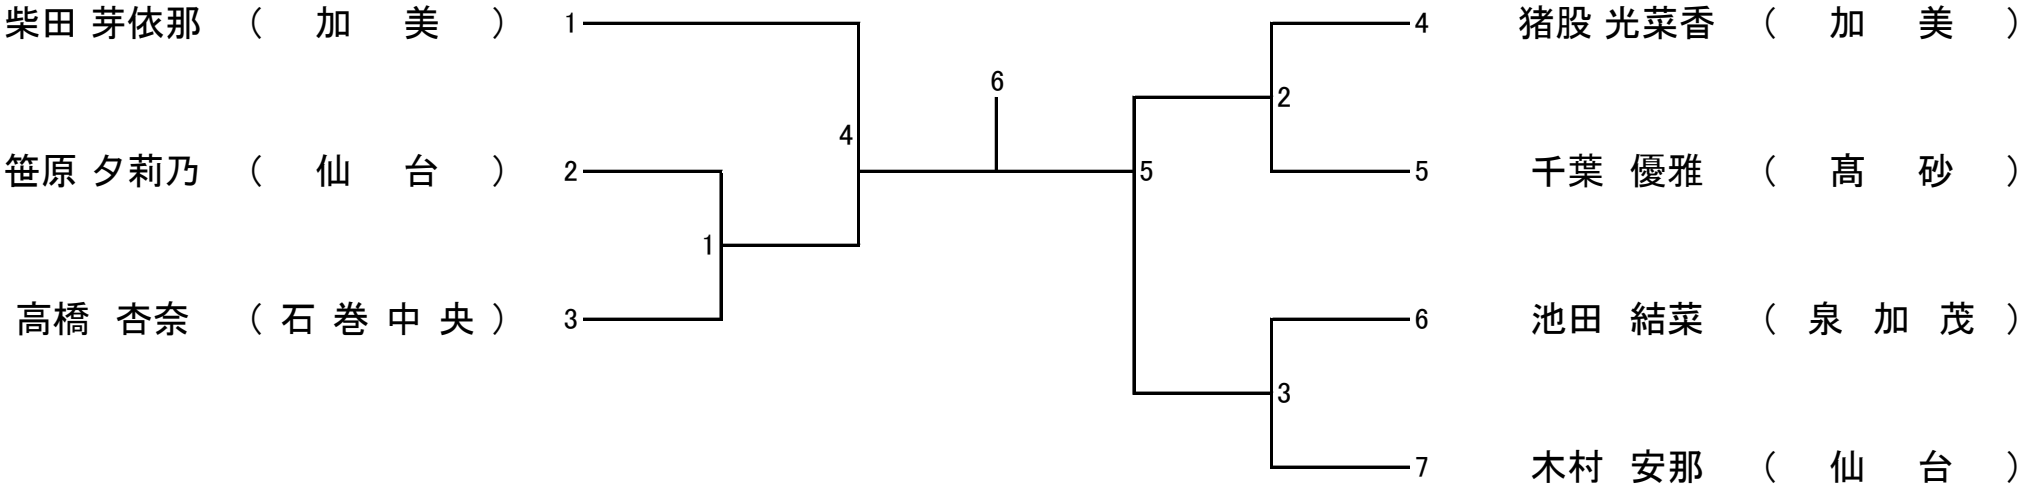 柴田 芽依那 （ 加 美 ） 1
4 猪股 光菜香 （ 加 美 ）
6
2
4
笹原 夕莉乃 （ 仙 台 ） 2
5
5 千葉 優雅 （ 髙 砂 ）
1
高橋 杏奈 （ 石 巻 中 央 ） 3
6 池田 結菜 （ 泉 加 茂 ）
3
7 木村 安那 （ 仙 台 ）